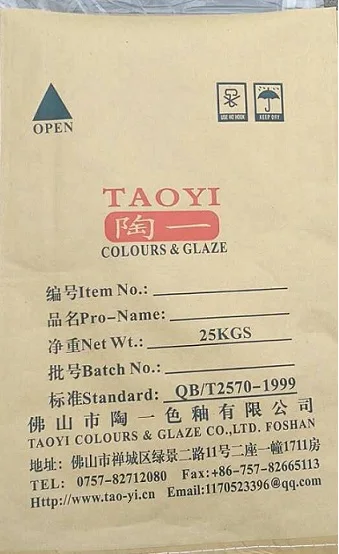 OPEN
USE NO HOOK
KEEP DRY
TAOYI
陶一
COLOURS & GLAZE
编号Item No.:
品名Pro-Name:
净重Net Wt.: 25KGS
批号Batch No.:
标准Standard: QB/T2570-1999
佛山市陶一色釉有限公司
TAOYI COLOURS & GLAZE CO.,LTD. FOSHAN
地址: 佛山市禅城区绿景二路11号二座一幢1711房
TEL: 0757-82712080 Fax:+86-757-82665113
Http://www.tao-yi.cn Email:1170523396@qq.com